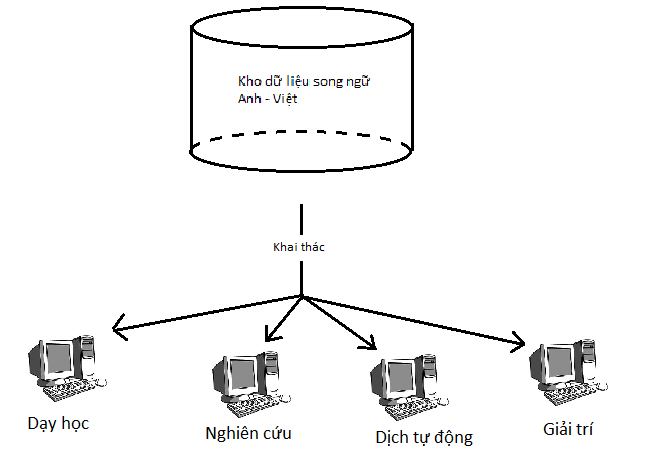 Kho dữ liệu song ngữ
Anh - Việt
Khai thác
Dạy học
Nghiên cứu
Dịch tự động
Giải trí